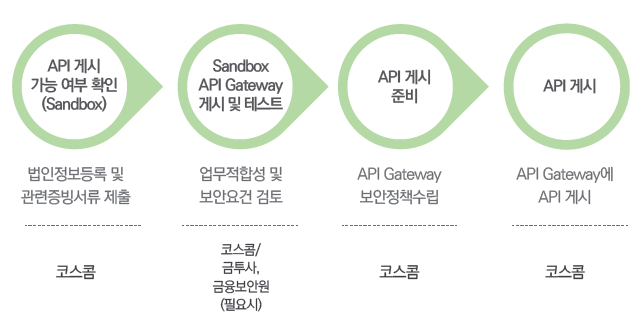 API 게시
가능 여부 확인
(Sandbox)
Sandbox
API Gateway
게시 및 테스트
API 게시
준비
API 게시
법인정보등록 및
관련증빙서류 제출
업무적합성 및
보안요건 검토
API Gateway
보안정책수립
API Gateway에
API 게시
코스콤
코스콤/
금투사,
금융보안원
(필요시)
코스콤
코스콤